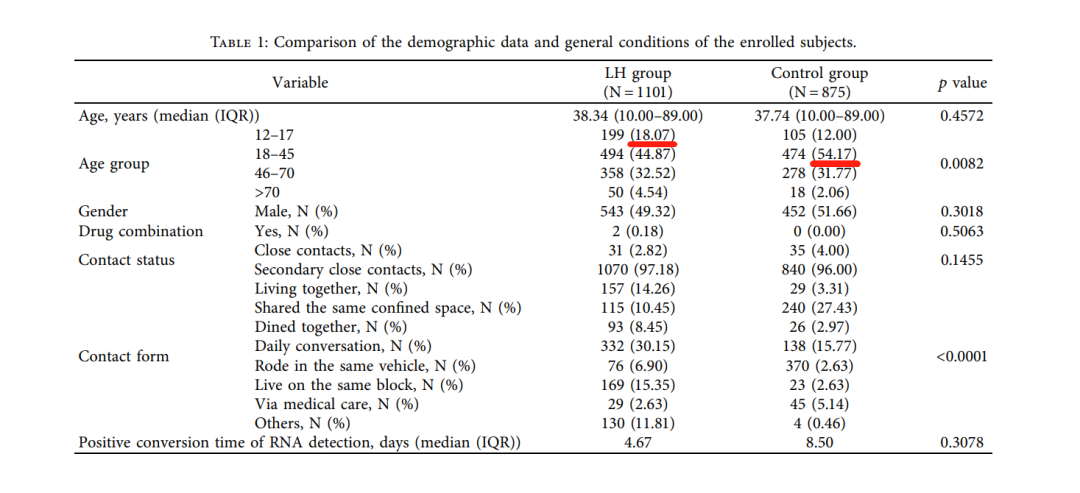 TABLE 1: Comparison of the demographic data and general conditions of the enrolled subjects.
Variable LH group (N = 1101) Control group (N = 875) p value
Age, years (median (IQR)) 38.34 (10.00–89.00) 37.74 (10.00–89.00) 0.4572
Age group 12–17 199 (18.07) 105 (12.00) 0.0082
18–45 494 (44.87) 474 (54.17)
46–70 358 (32.52) 278 (31.77)
>70 50 (4.54) 18 (2.06)
Gender Male, N (%) 543 (49.32) 452 (51.66) 0.3018
Drug combination Yes, N (%) 2 (0.18) 0 (0.00) 0.5063
Contact status Close contacts, N (%) 31 (2.82) 35 (4.00) 0.1455
Secondary close contacts, N (%) 1070 (97.18) 840 (96.00)
Contact form Living together, N (%) 157 (14.26) 29 (3.31) <0.0001
Shared the same confined space, N (%) 115 (10.45) 240 (27.43)
Dined together, N (%) 93 (8.45) 26 (2.97)
Daily conversation, N (%) 332 (30.15) 138 (15.77)
Rode in the same vehicle, N (%) 76 (6.90) 370 (2.63)
Live on the same block, N (%) 169 (15.35) 23 (2.63)
Via medical care, N (%) 29 (2.63) 45 (5.14)
Others, N (%) 130 (11.81) 4 (0.46)
Positive conversion time of RNA detection, days (median (IQR)) 4.67 8.50 0.3078